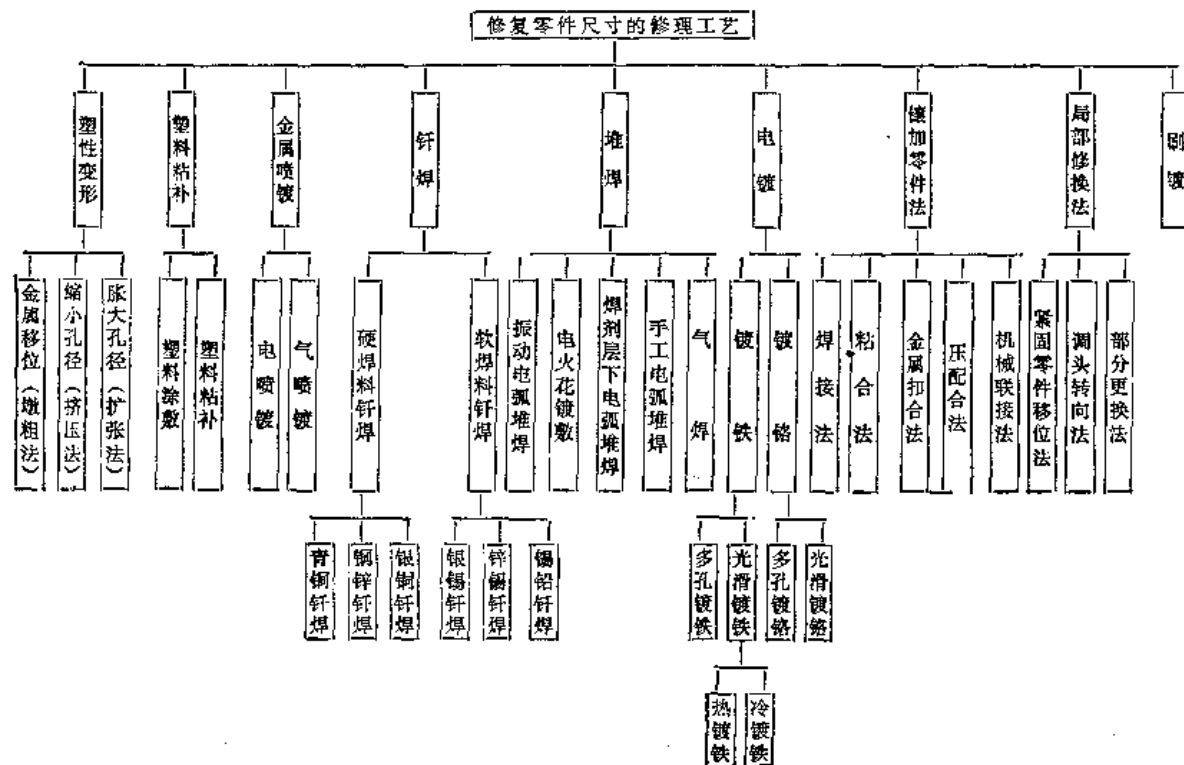 修复零件尺寸的修理工艺
塑性变形
塑料粘补
金属喷镀
钎焊
堆焊
电镀
镶加零件法
局部修换法
刷镀
金属移位（墩粗法）
缩小孔径（挤压法）
胀大孔径（扩张法）
塑料涂敷
塑料粘补
电喷镀
气喷镀
硬焊料钎焊
软焊料钎焊
振动电弧堆焊
电火花镀敷
焊剂层下电弧堆焊
手工电弧堆焊
气焊
镀铁
镀铬
焊接法
粘合法
金属扣合法
压配合法
机械联接法
紧固零件移位法
调头转向法
部分更换法
青铜钎焊
铜锌钎焊
银铜钎焊
银锡钎焊
锌锡钎焊
锡铅钎焊
多孔镀铁
光滑镀铁
多孔镀铬
光滑镀铬
热镀铁
冷镀铁